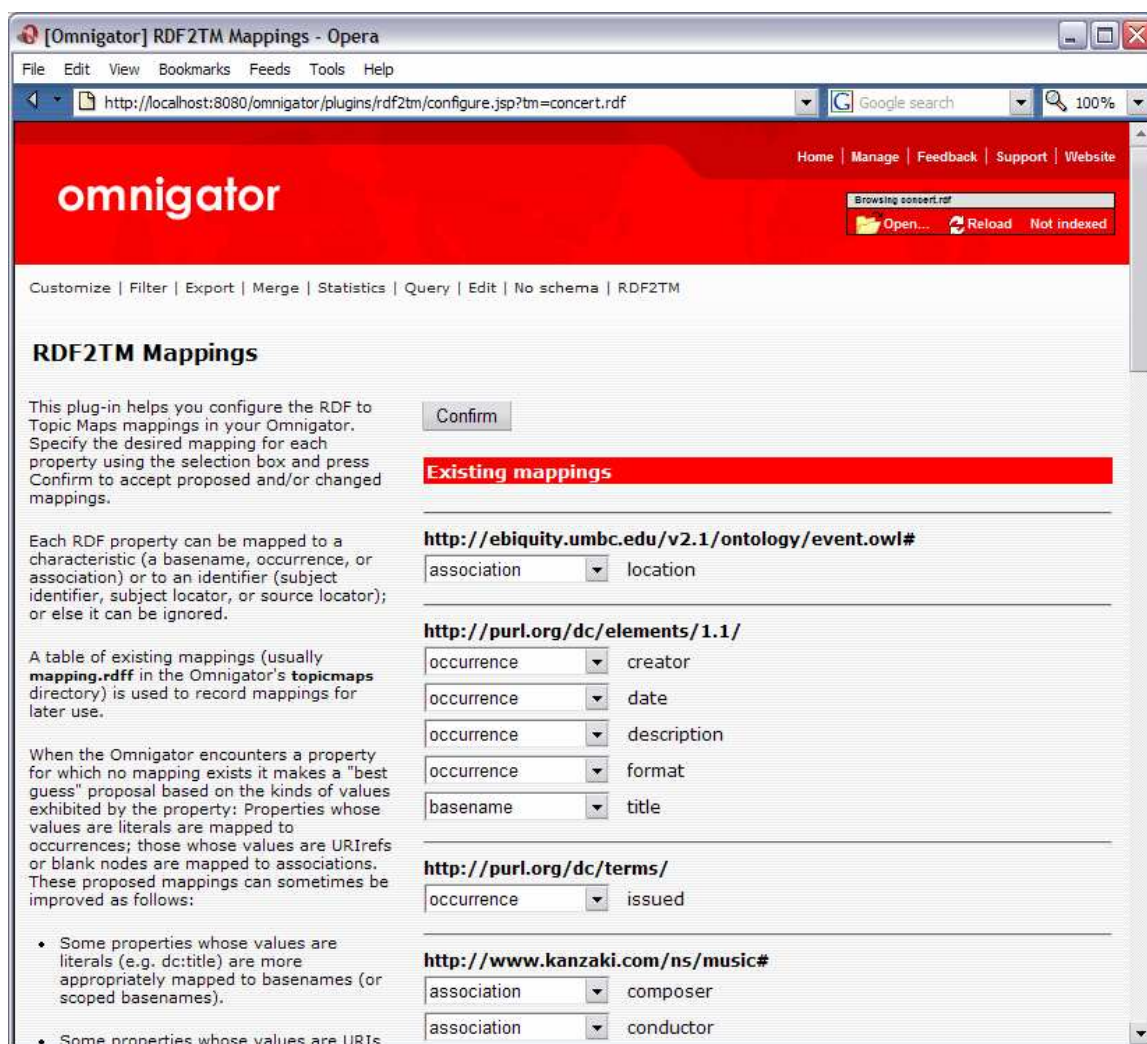 [Omnigator] RDF2TM Mappings - Opera
File Edit View Bookmarks Feeds Tools Help
http://localhost:8080/omnigator/plugins/rdf2tm/configure.jsp?tm=concert.rdf
Google search
100%
Home | Manage | Feedback | Support | Website
omnigator
Browsing concert.rdf
Open... Reload Not indexed
Customize | Filter | Export | Merge | Statistics | Query | Edit | No schema | RDF2TM
RDF2TM Mappings
This plug-in helps you configure the RDF to
Topic Maps mappings in your Omnigator.
Specify the desired mapping for each
property using the selection box and press
Confirm to accept proposed and/or changed
mappings.
Each RDF property can be mapped to a
characteristic (a basename, occurrence, or
association) or to an identifier (subject
identifier, subject locator, or source locator);
or else it can be ignored.
A table of existing mappings (usually
mapping.rdff in the Omnigator's topicmaps
directory) is used to record mappings for
later use.
When the Omnigator encounters a property
for which no mapping exists it makes a "best
guess" proposal based on the kinds of values
exhibited by the property: Properties whose
values are literals are mapped to
occurrences; those whose values are URIrefs
or blank nodes are mapped to associations.
These proposed mappings can sometimes be
improved as follows:
• Some properties whose values are
literals (e.g. dc:title) are more
appropriately mapped to basenames (or
scoped basenames).
• Some properties whose values are URIs
Confirm
Existing mappings
http://ebiquity.umbc.edu/v2.1/ontology/event.owl#
association location
http://purl.org/dc/elements/1.1/
occurrence creator
occurrence date
occurrence description
occurrence format
basename title
http://purl.org/dc/terms/
occurrence issued
http://www.kanzaki.com/ns/music#
association composer
association conductor